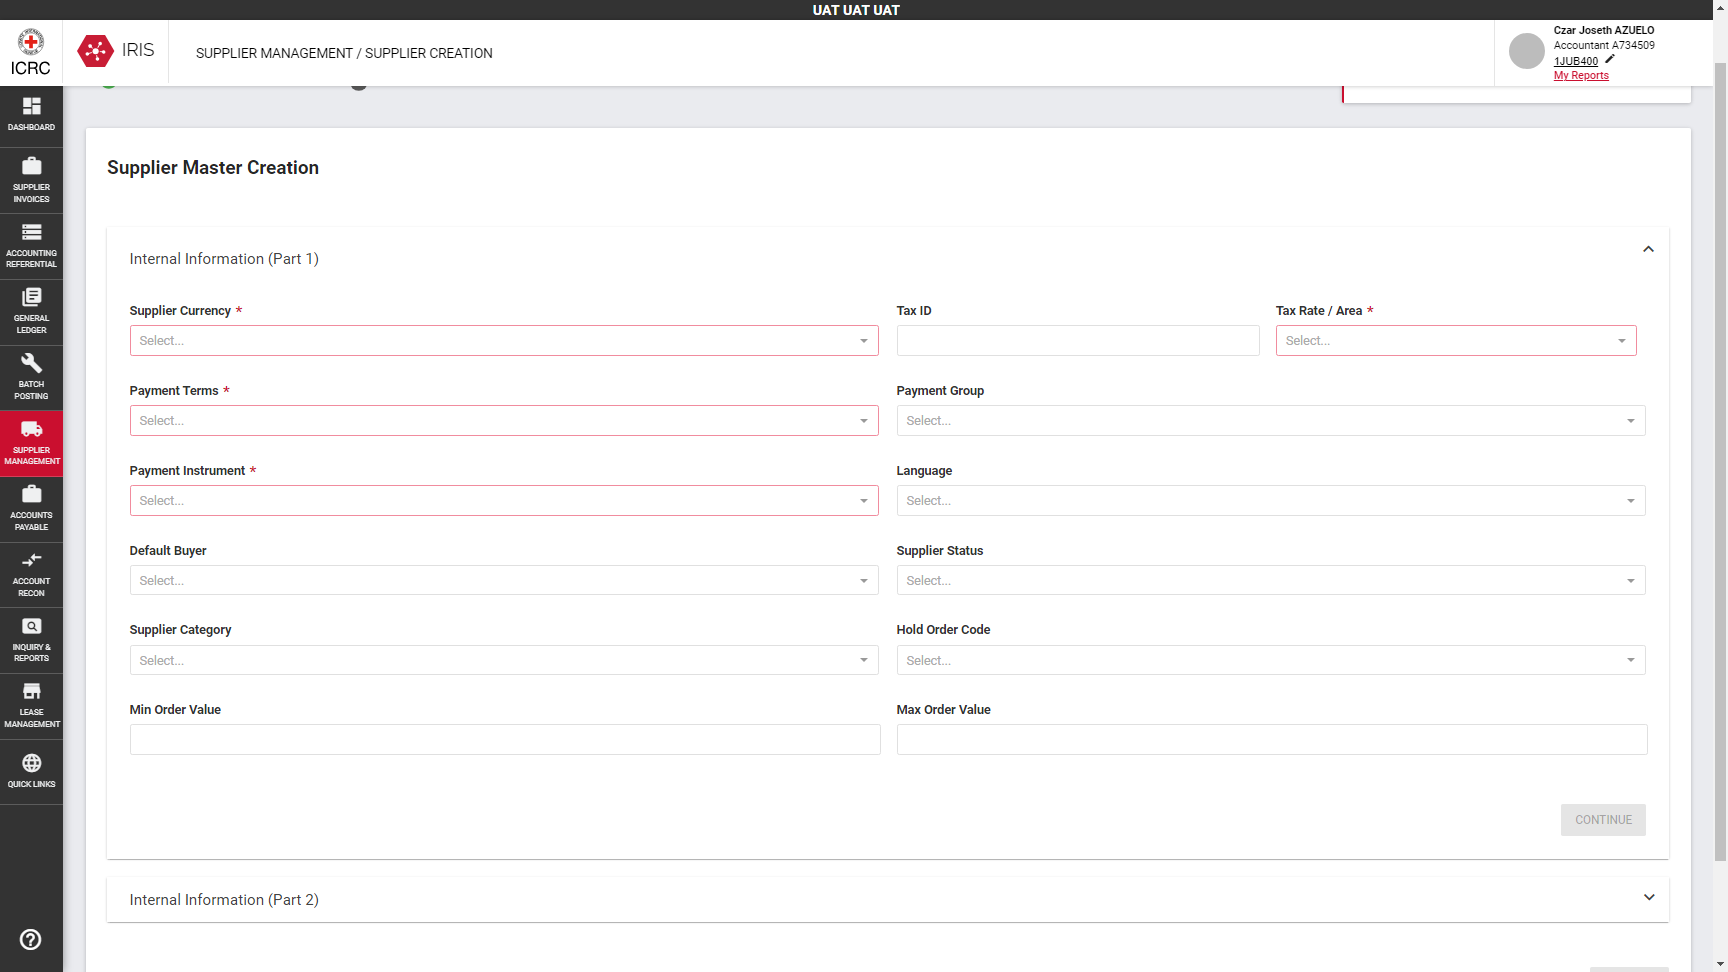 UAT UAT UAT
ICRC
IRIS
SUPPLIER MANAGEMENT / SUPPLIER CREATION
Czar Joseth AZUELO
Accountant A734509
1JUB400
My Reports
DASHBOARD
SUPPLIER
INVOICES
ACCOUNTING
REFERENTIAL
GENERAL
LEDGER
BATCH
POSTING
SUPPLIER
MANAGEMENT
ACCOUNTS
PAYABLE
ACCOUNT
RECON
INQUIRY &
REPORTS
LEASE
MANAGEMENT
QUICK LINKS
Supplier Master Creation
Internal Information (Part 1)
Supplier Currency *
Select...
Tax ID
Tax Rate / Area *
Select...
Payment Terms *
Select...
Payment Group
Select...
Payment Instrument *
Select...
Language
Select...
Default Buyer
Select...
Supplier Status
Select...
Supplier Category
Select...
Hold Order Code
Select...
Min Order Value
Max Order Value
CONTINUE
Internal Information (Part 2)